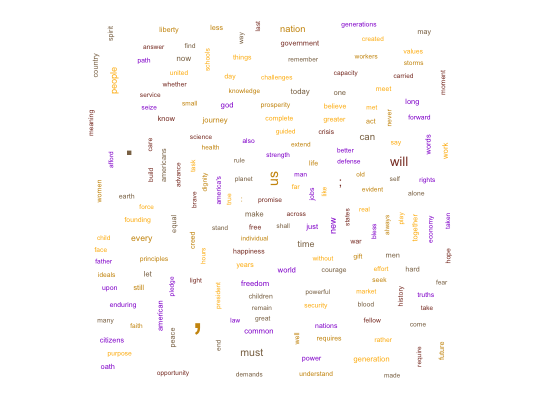 spirit
liberty
less
way
last
nation
generations
created
may
government
answer
find
path
now
schools
things
remember
workers
values
storms
country
people
united
day
challenges
capacity
carried
moment
whether
service
knowledge
today
one
meet
seize
small
god
prosperity
believe
met
long
meaning
know
journey
complete
greater
act
never
forward
guided
crisis
can
science
also
extend
say
words
work
care
health
better
.
americans
strength
defense
will
afford
build
advance
task
rule
life
us
man
old
self
rights
dignity
america's
planet
far
jobs
like
;
evident
alone
women
earth
brave
true
:
promise
force
make
across
new
states
real
play
together
economy
taken
founding
equal
stand
free
shall
just
bless
always
child
every
creed
individual
time
war
face
father
hours
happiness
without
gift
men
hope
principles
years
world
courage
effort
hard
ideals
let
light
seek
fear
upon
still
pledge
president
freedom
powerful
market
history
truths
children
enduring
american
remain
security
blood
take
many
faith
peace
,
law
great
nations
fellow
come
common
citizens
end
well
requires
rather
purpose
must
power
generation
require
future
oath
opportunity
demands
understand
made